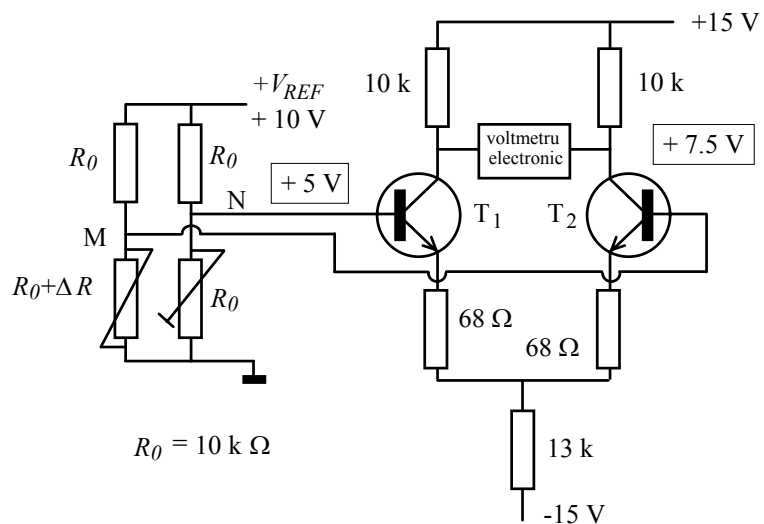 +15 V
10 k
10 k
+V_REF
+ 10 V
voltmetru
electronic
+ 7.5 V
R_0
R_0
+ 5 V
N
M
T_1
T_2
R_0+Δ R
R_0
68 Ω
68 Ω
R_0 = 10 k Ω
13 k
-15 V